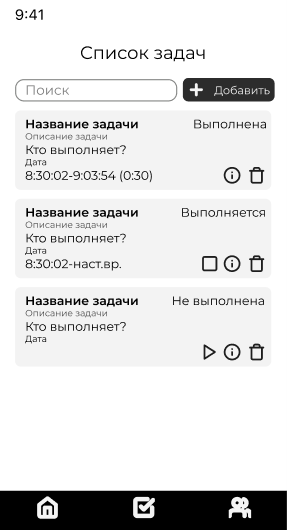 9:41
Список задач
Поиск
Добавить
Название задачи Выполнена
Описание задачи
Кто выполняет?
Дата
8:30:02-9:03:54 (0:30)
Название задачи Выполняется
Описание задачи
Кто выполняет?
Дата
8:30:02-наст.вр.
Название задачи Не выполнена
Описание задачи
Кто выполняет?
Дата